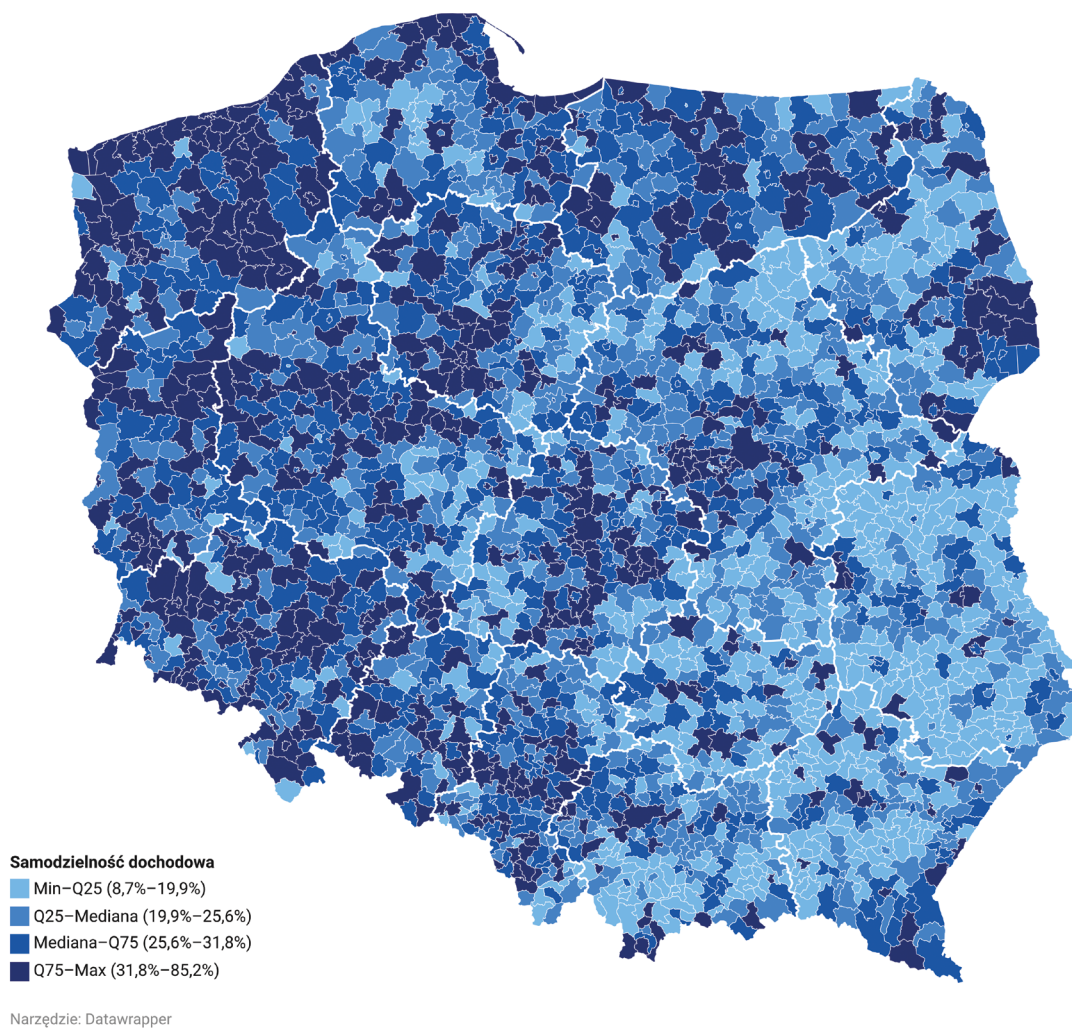 Samodzielność dochodowa
Min–Q25 (8,7%–19,9%)
Q25–Mediana (19,9%–25,6%)
Mediana–Q75 (25,6%–31,8%)
Q75–Max (31,8%–85,2%)
Narzędzie: Datawrapper